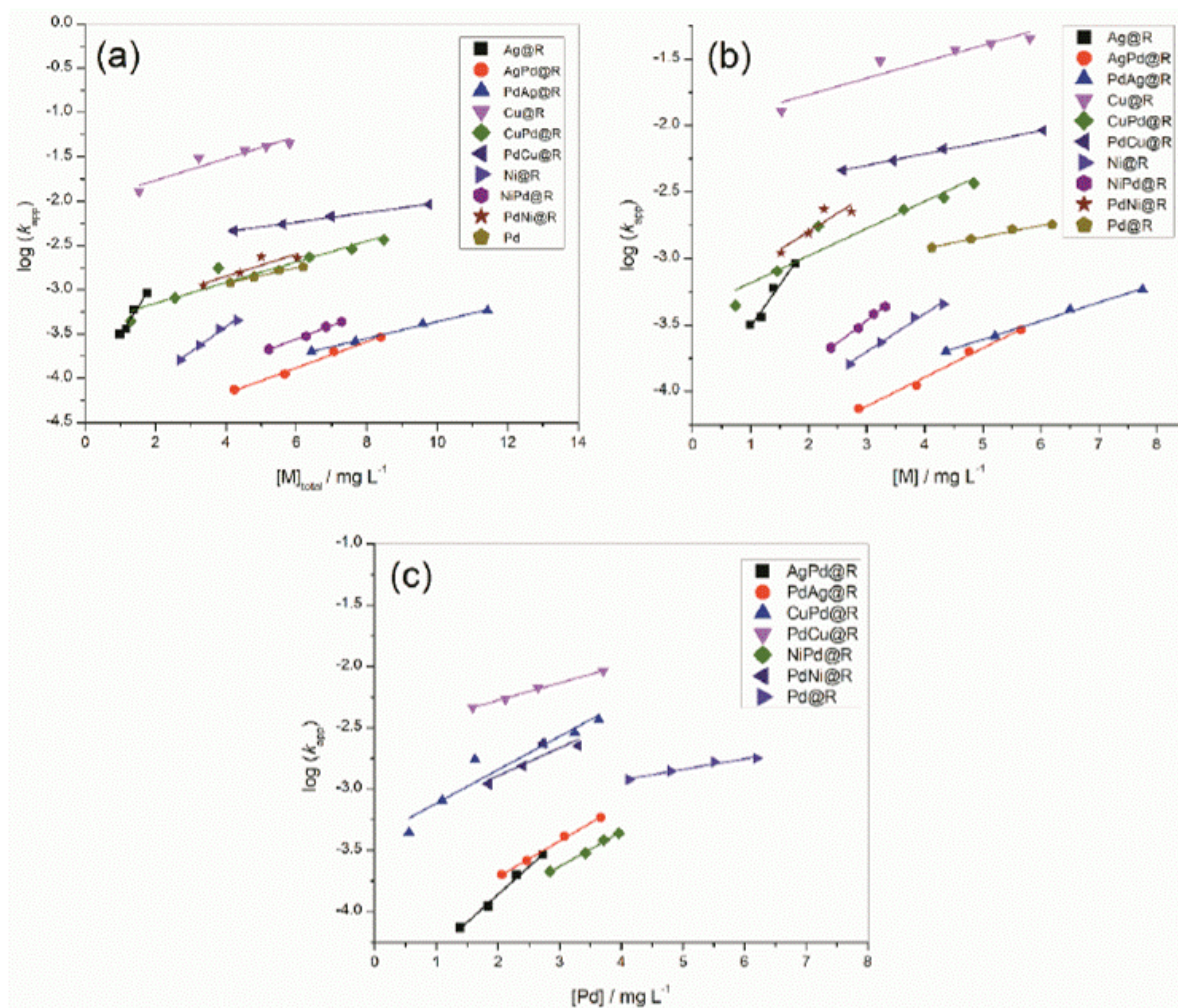 (a)
0.0
-0.5
-1.0
-1.5
-2.0
-2.5
-3.0
-3.5
-4.0
-4.5
log (k_app)
0 2 4 6 8 10 12 14
[M]_total / mg L^-1
Ag@R
AgPd@R
PdAg@R
Cu@R
CuPd@R
PdCu@R
Ni@R
NiPd@R
PdNi@R
Pd
(b)
-1.5
-2.0
-2.5
-3.0
-3.5
-4.0
log (k_app)
0 1 2 3 4 5 6 7 8
[M] / mg L^-1
Ag@R
AgPd@R
PdAg@R
Cu@R
CuPd@R
PdCu@R
Ni@R
NiPd@R
PdNi@R
Pd@R
(c)
-1.0
-1.5
-2.0
-2.5
-3.0
-3.5
-4.0
log (k_app)
0 1 2 3 4 5 6 7 8
[Pd] / mg L^-1
AgPd@R
PdAg@R
CuPd@R
PdCu@R
NiPd@R
PdNi@R
Pd@R